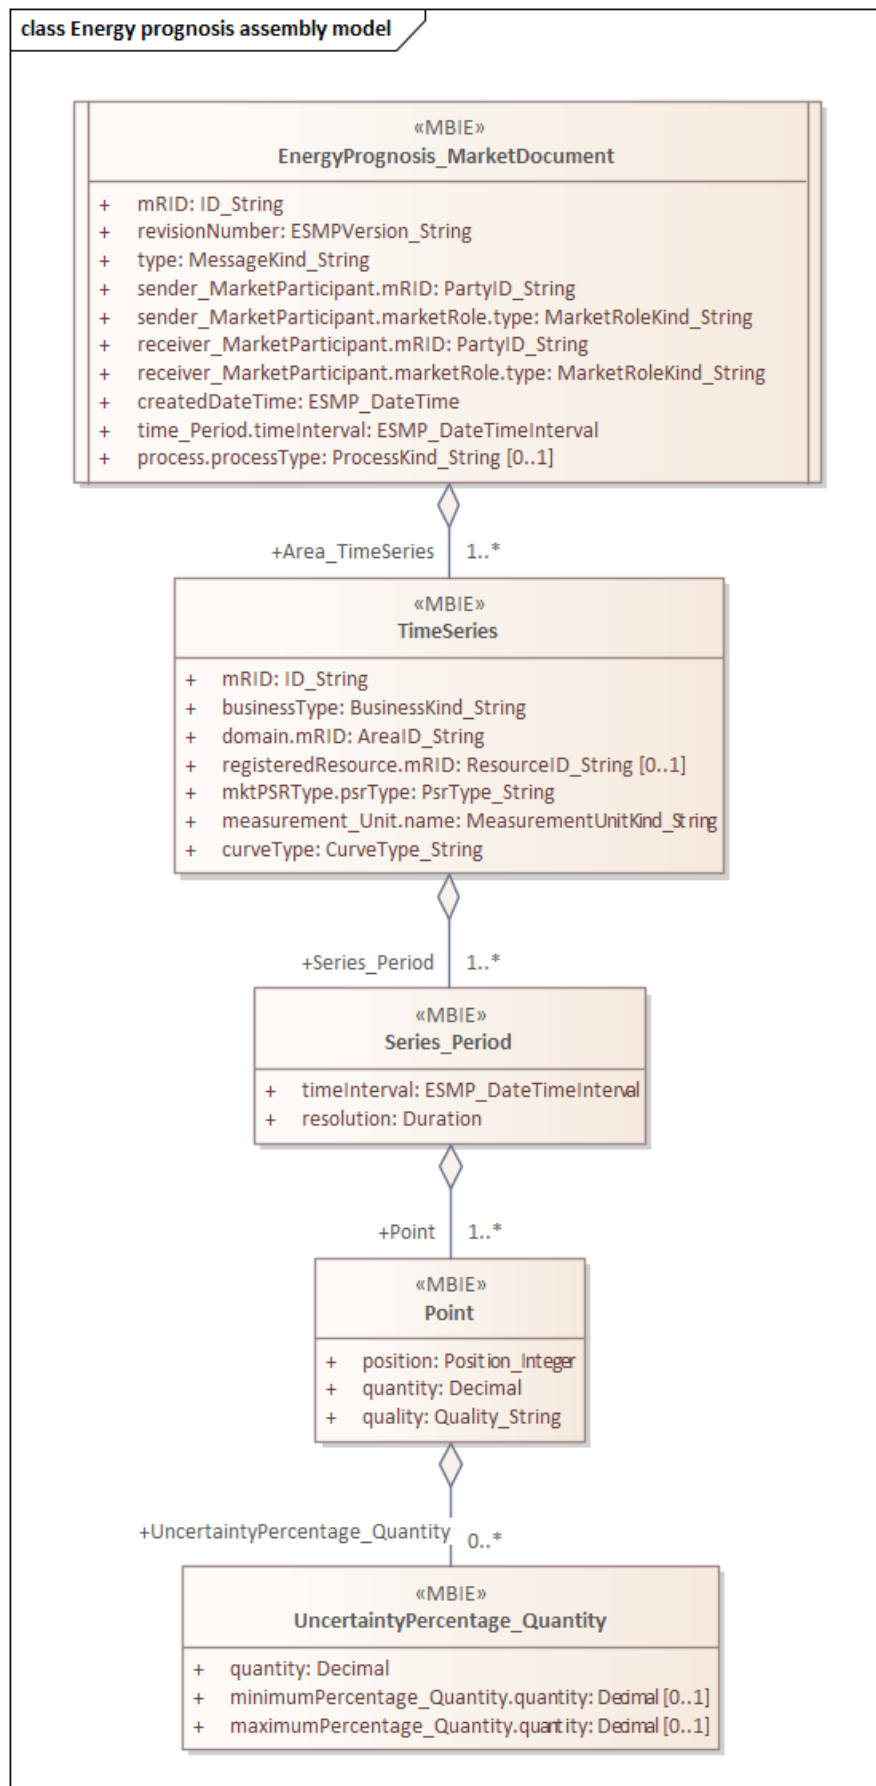 class Energy prognosis assembly model
«MBIE»
EnergyPrognosis_MarketDocument
+ mRID: ID_String
+ revisionNumber: ESMPVersion_String
+ type: MessageKind_String
+ sender_MarketParticipant.mRID: PartyID_String
+ sender_MarketParticipant.marketRole.type: MarketRoleKind_String
+ receiver_MarketParticipant.mRID: PartyID_String
+ receiver_MarketParticipant.marketRole.type: MarketRoleKind_String
+ createdDateTime: ESMP_DateTime
+ time_Period.timeInterval: ESMP_DateTimeInterval
+ process.processType: ProcessKind_String [0..1]
+Area_TimeSeries 1..*
«MBIE»
TimeSeries
+ mRID: ID_String
+ businessType: BusinessKind_String
+ domain.mRID: AreaID_String
+ registeredResource.mRID: ResourceID_String [0..1]
+ mktPSRType.psrType: PsrType_String
+ measurement_Unit.name: MeasurementUnitKind_String
+ curveType: CurveType_String
+Series_Period 1..*
«MBIE»
Series_Period
+ timeInterval: ESMP_DateTimeInterval
+ resolution: Duration
+Point 1..*
«MBIE»
Point
+ position: Position_Integer
+ quantity: Decimal
+ quality: Quality_String
+UncertaintyPercentage_Quantity 0..*
«MBIE»
UncertaintyPercentage_Quantity
+ quantity: Decimal
+ minimumPercentage_Quantity.quantity: Decimal [0..1]
+ maximumPercentage_Quantity.quantity: Decimal [0..1]